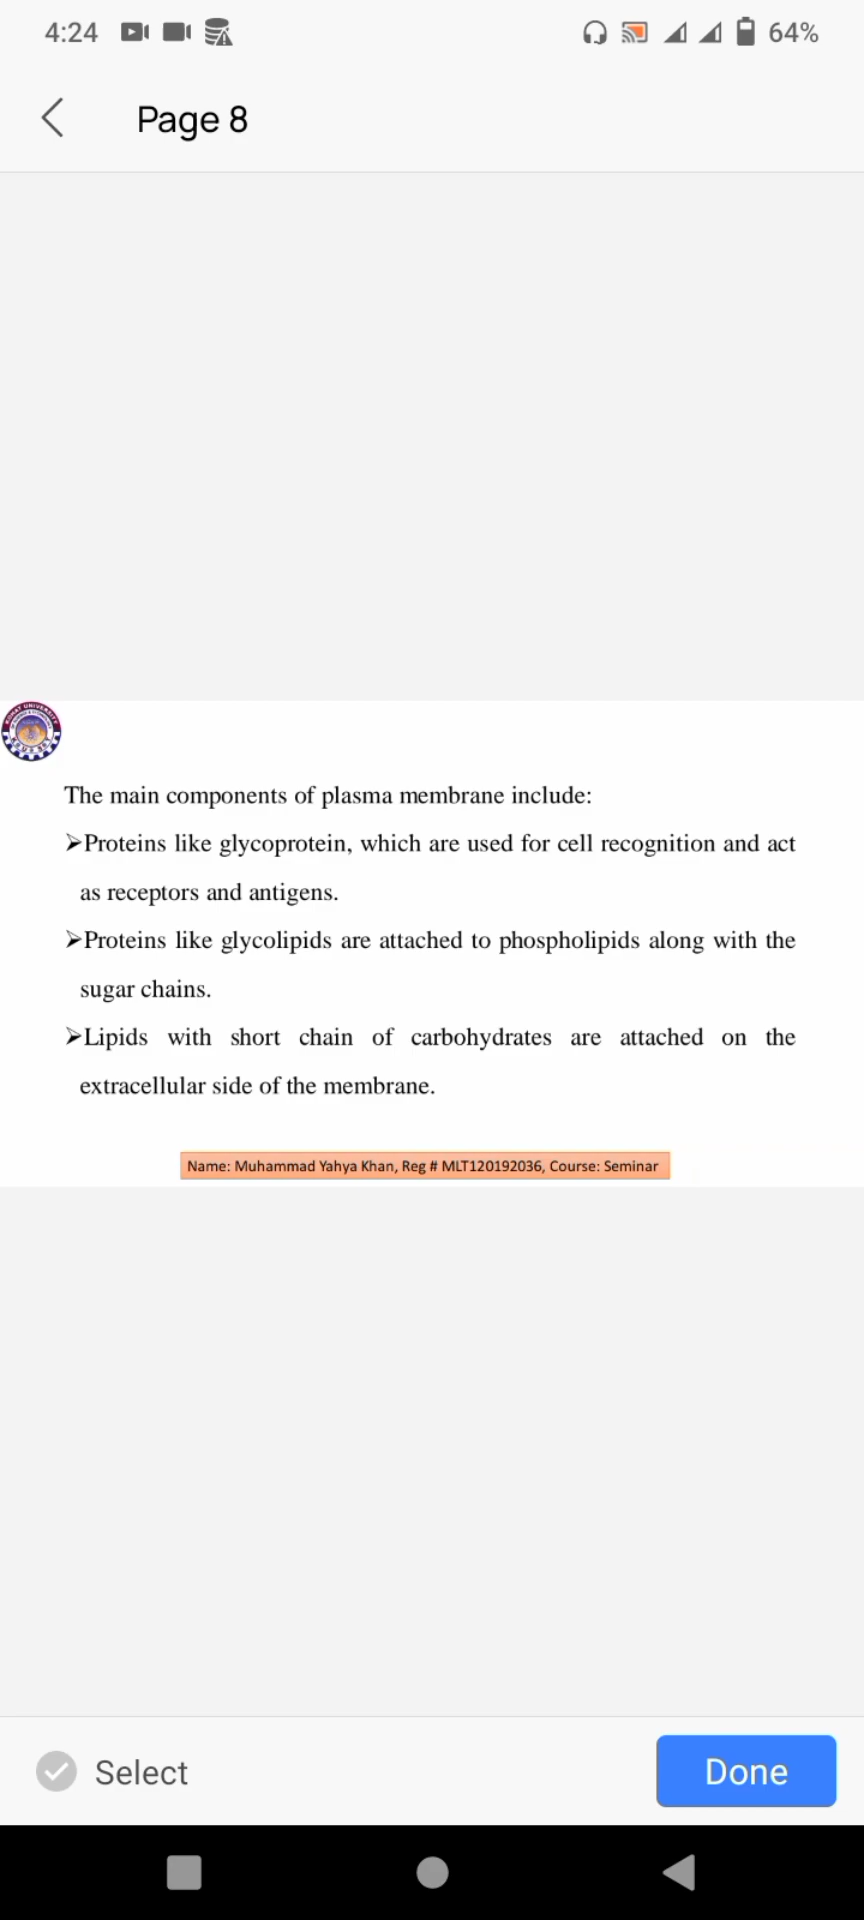 4:24
64%
Page 8
KOHAT UNIVERSITY
The main components of plasma membrane include:
➢Proteins like glycoprotein, which are used for cell recognition and act
as receptors and antigens.
➢Proteins like glycolipids are attached to phospholipids along with the
sugar chains.
➢Lipids with short chain of carbohydrates are attached on the
extracellular side of the membrane.
Name: Muhammad Yahya Khan, Reg # MLT120192036, Course: Seminar
Select
Done